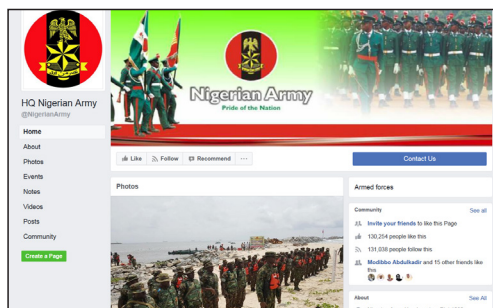 Nigerian Army
Pride of the Nation
HQ Nigerian Army
@NigerianArmy
Home
About
Photos
Events
Notes
Videos
Posts
Community
Create a Page
Like
Follow
Recommend
Contact Us
Photos
Armed forces
Community
See all
Invite your friends to like this Page
130,254 people like this
131,838 people follow this
Modibbo Abdulkadir and 15 other friends like
this
About
See All